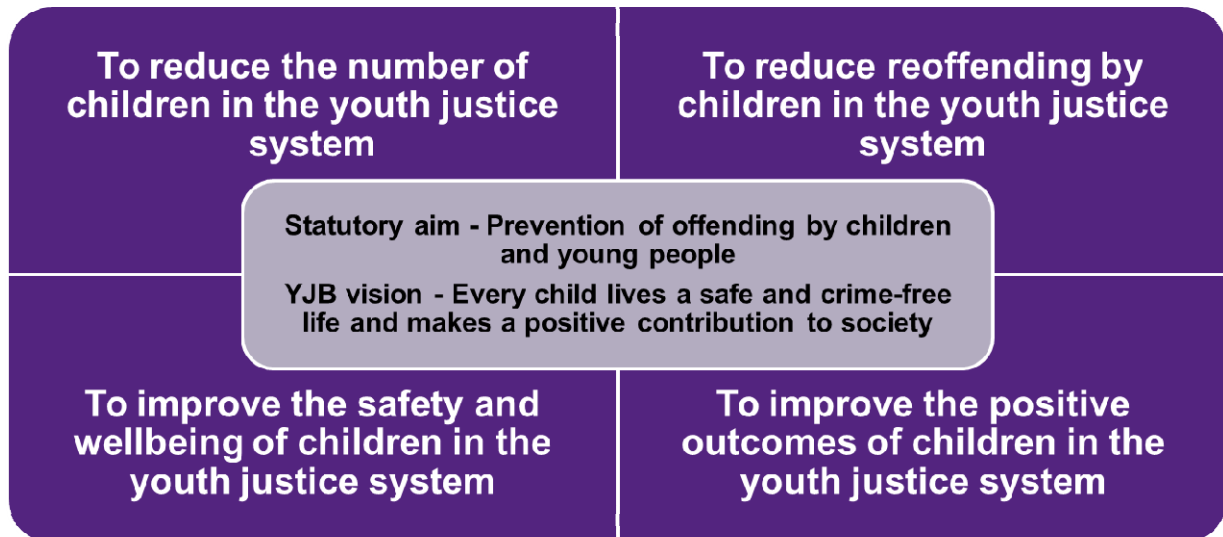 To reduce the number of
children in the youth justice
system
To reduce reoffending by
children in the youth justice
system
Statutory aim - Prevention of offending by children
and young people
YJB vision - Every child lives a safe and crime-free
life and makes a positive contribution to society
To improve the safety and
wellbeing of children in the
youth justice system
To improve the positive
outcomes of children in the
youth justice system